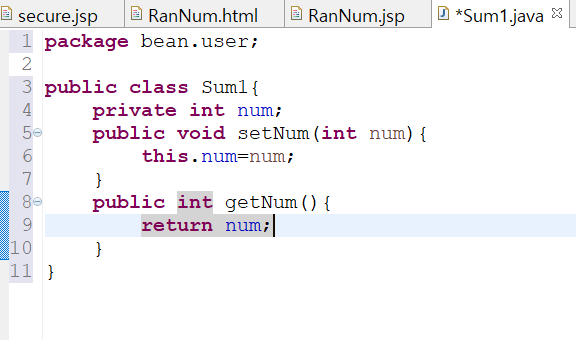 secure.jsp RanNum.html RanNum.jsp *Sum1.java
1 package bean.user;
2
3 public class Sum1{
4     private int num;
5     public void setNum(int num){
6         this.num=num;
7     }
8     public int getNum(){
9         return num;
10     }
11 }